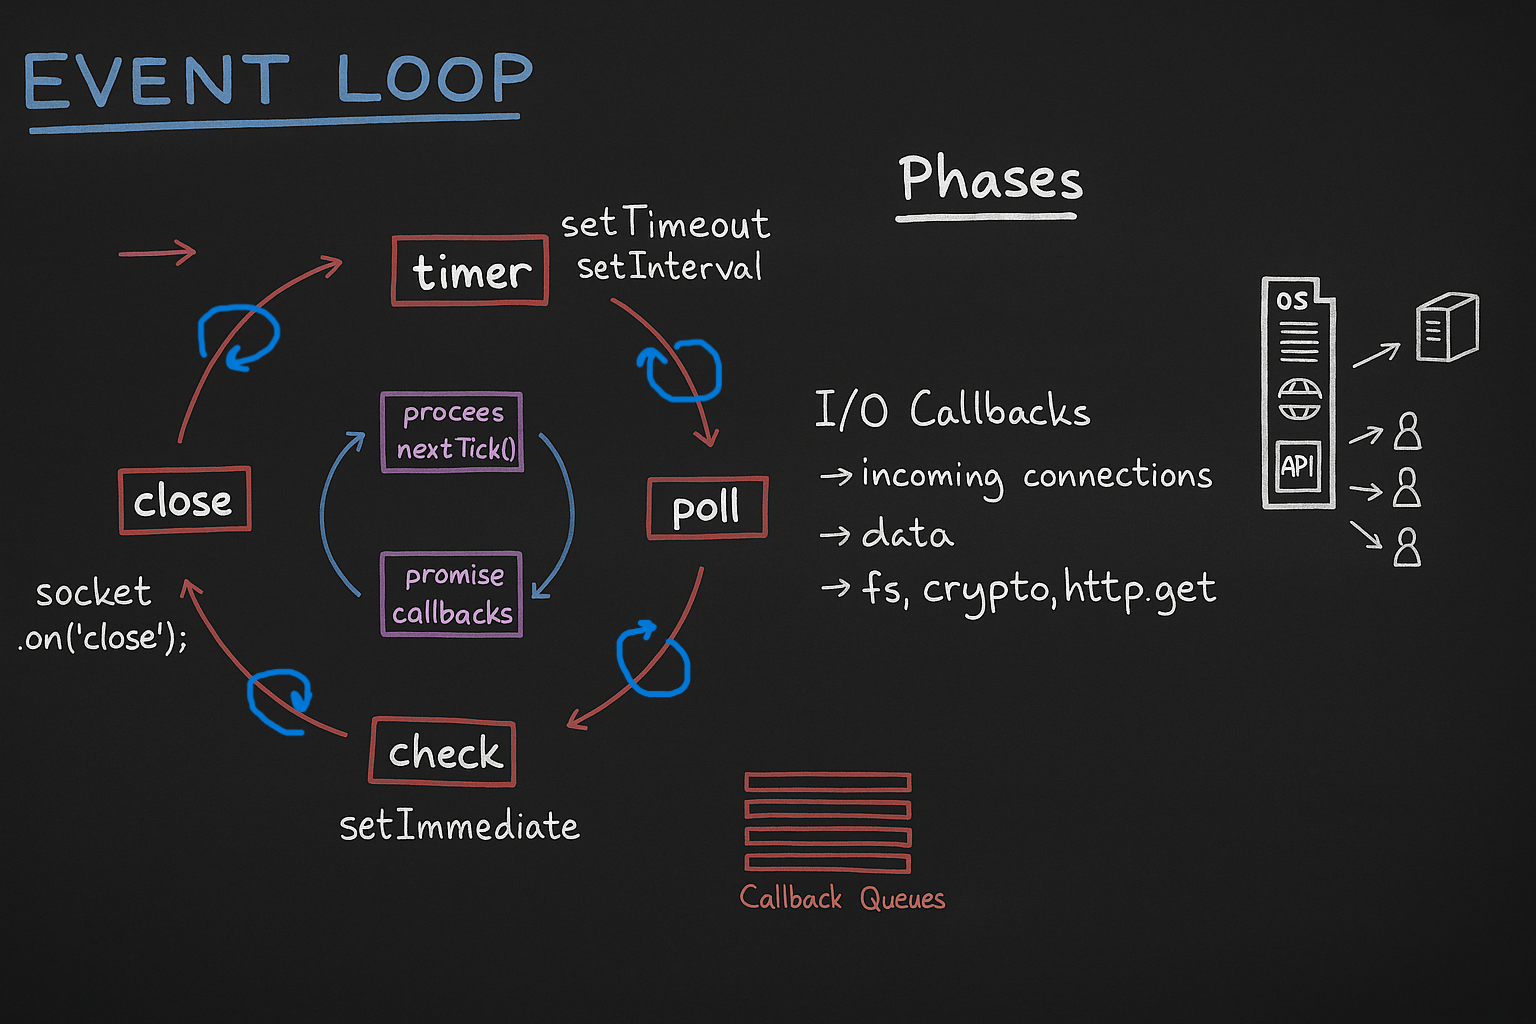 EVENT LOOP
Phases
setTimeout
setInterval
timer
OS
procees
nextTick()
I/O Callbacks
→ incoming connections
API
close
poll
→ data
promise
callbacks
→ fs, crypto, http.get
socket
.on('close');
check
setImmediate
Callback Queues